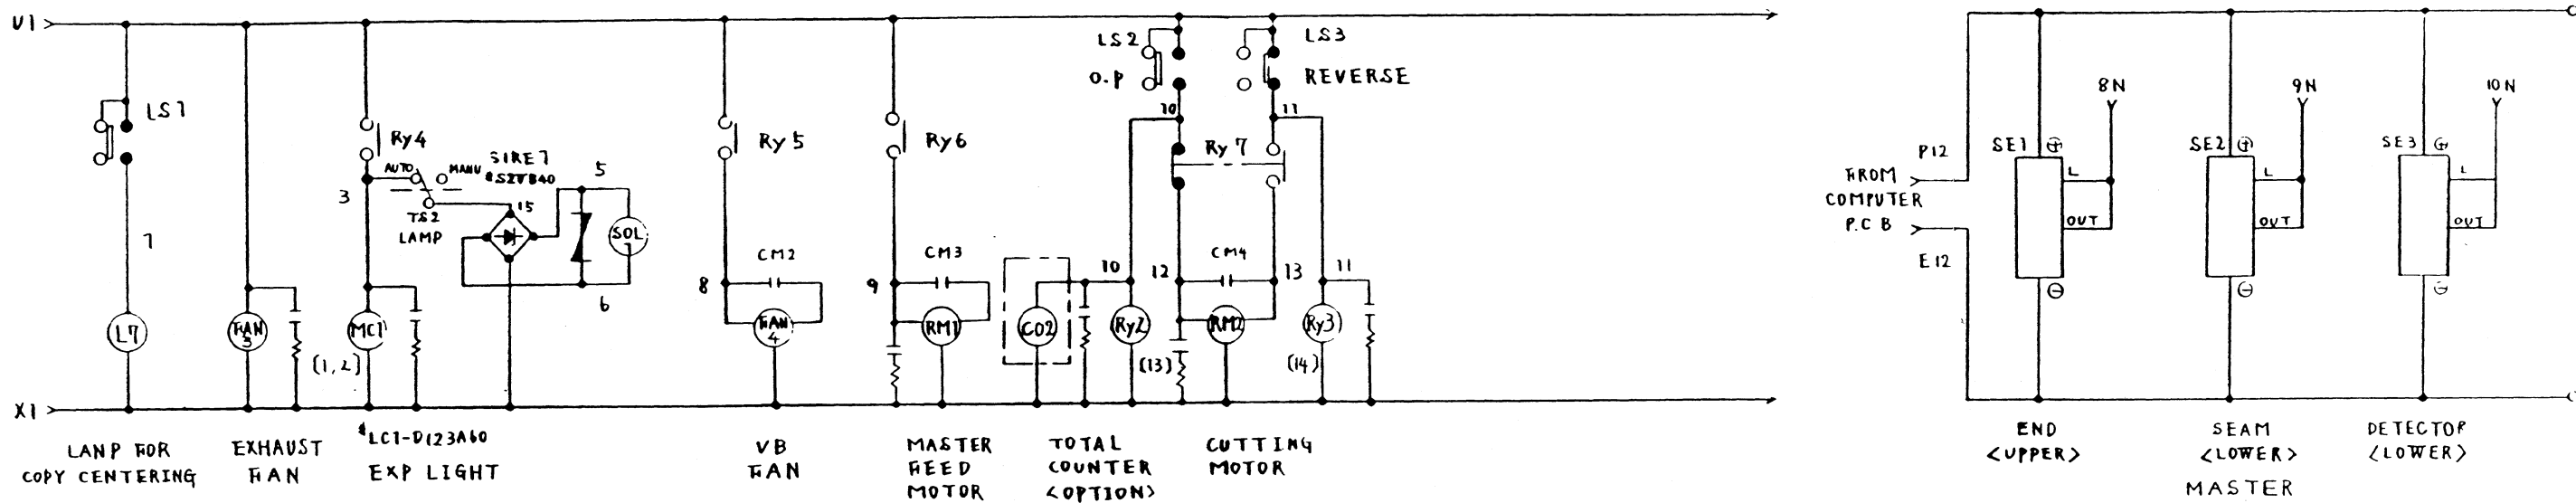 U1
LS1
1
L7
LAMP FOR
COPY CENTERING
FAN
3
EXHAUST
FAN
Ry4
AUTO
MANU
3
TS2
LAMP
SIRE7
*S2VB40
15
5
6
SOL
1
MC1
(1,2)
*LC1-D123A60
EXP LIGHT
Ry5
8
CM2
FAN
4
VB
FAN
Ry6
9
CM3
RM1
MASTER
FEED
MOTOR
LS2
O.P
LS3
REVERSE
10
11
Ry7
10
12
CM4
13
11
CO2
Ry2
(13)
RM2
(14)
Ry3
TOTAL
COUNTER
<OPTION>
CUTTING
MOTOR
X1
P12
FROM
COMPUTER
P.C B
E12
8N
SE1 ⊕
L
OUT
⊖
END
<UPPER>
9N
SE2 ⊕
L
OUT
⊖
SEAM
<LOWER>
10N
SE3 ⊕
L
OUT
⊖
DETECTOR
<LOWER>
MASTER